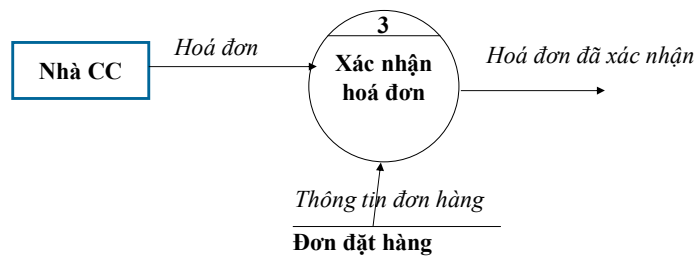 3
Hoá đơn
Hoá đơn đã xác nhận
Nhà CC
Xác nhận
hoá đơn
Thông tin đơn hàng
Đơn đặt hàng